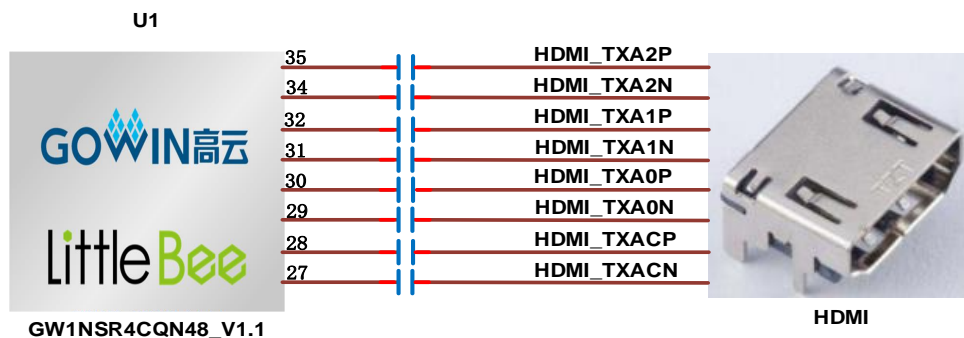 U1
35 HDMI_TXA2P
34 HDMI_TXA2N
32 HDMI_TXA1P
31 HDMI_TXA1N
30 HDMI_TXA0P
29 HDMI_TXA0N
28 HDMI_TXACP
27 HDMI_TXACN
GOWIN高云
LittleBee
GW1NSR4CQN48_V1.1
HDMI